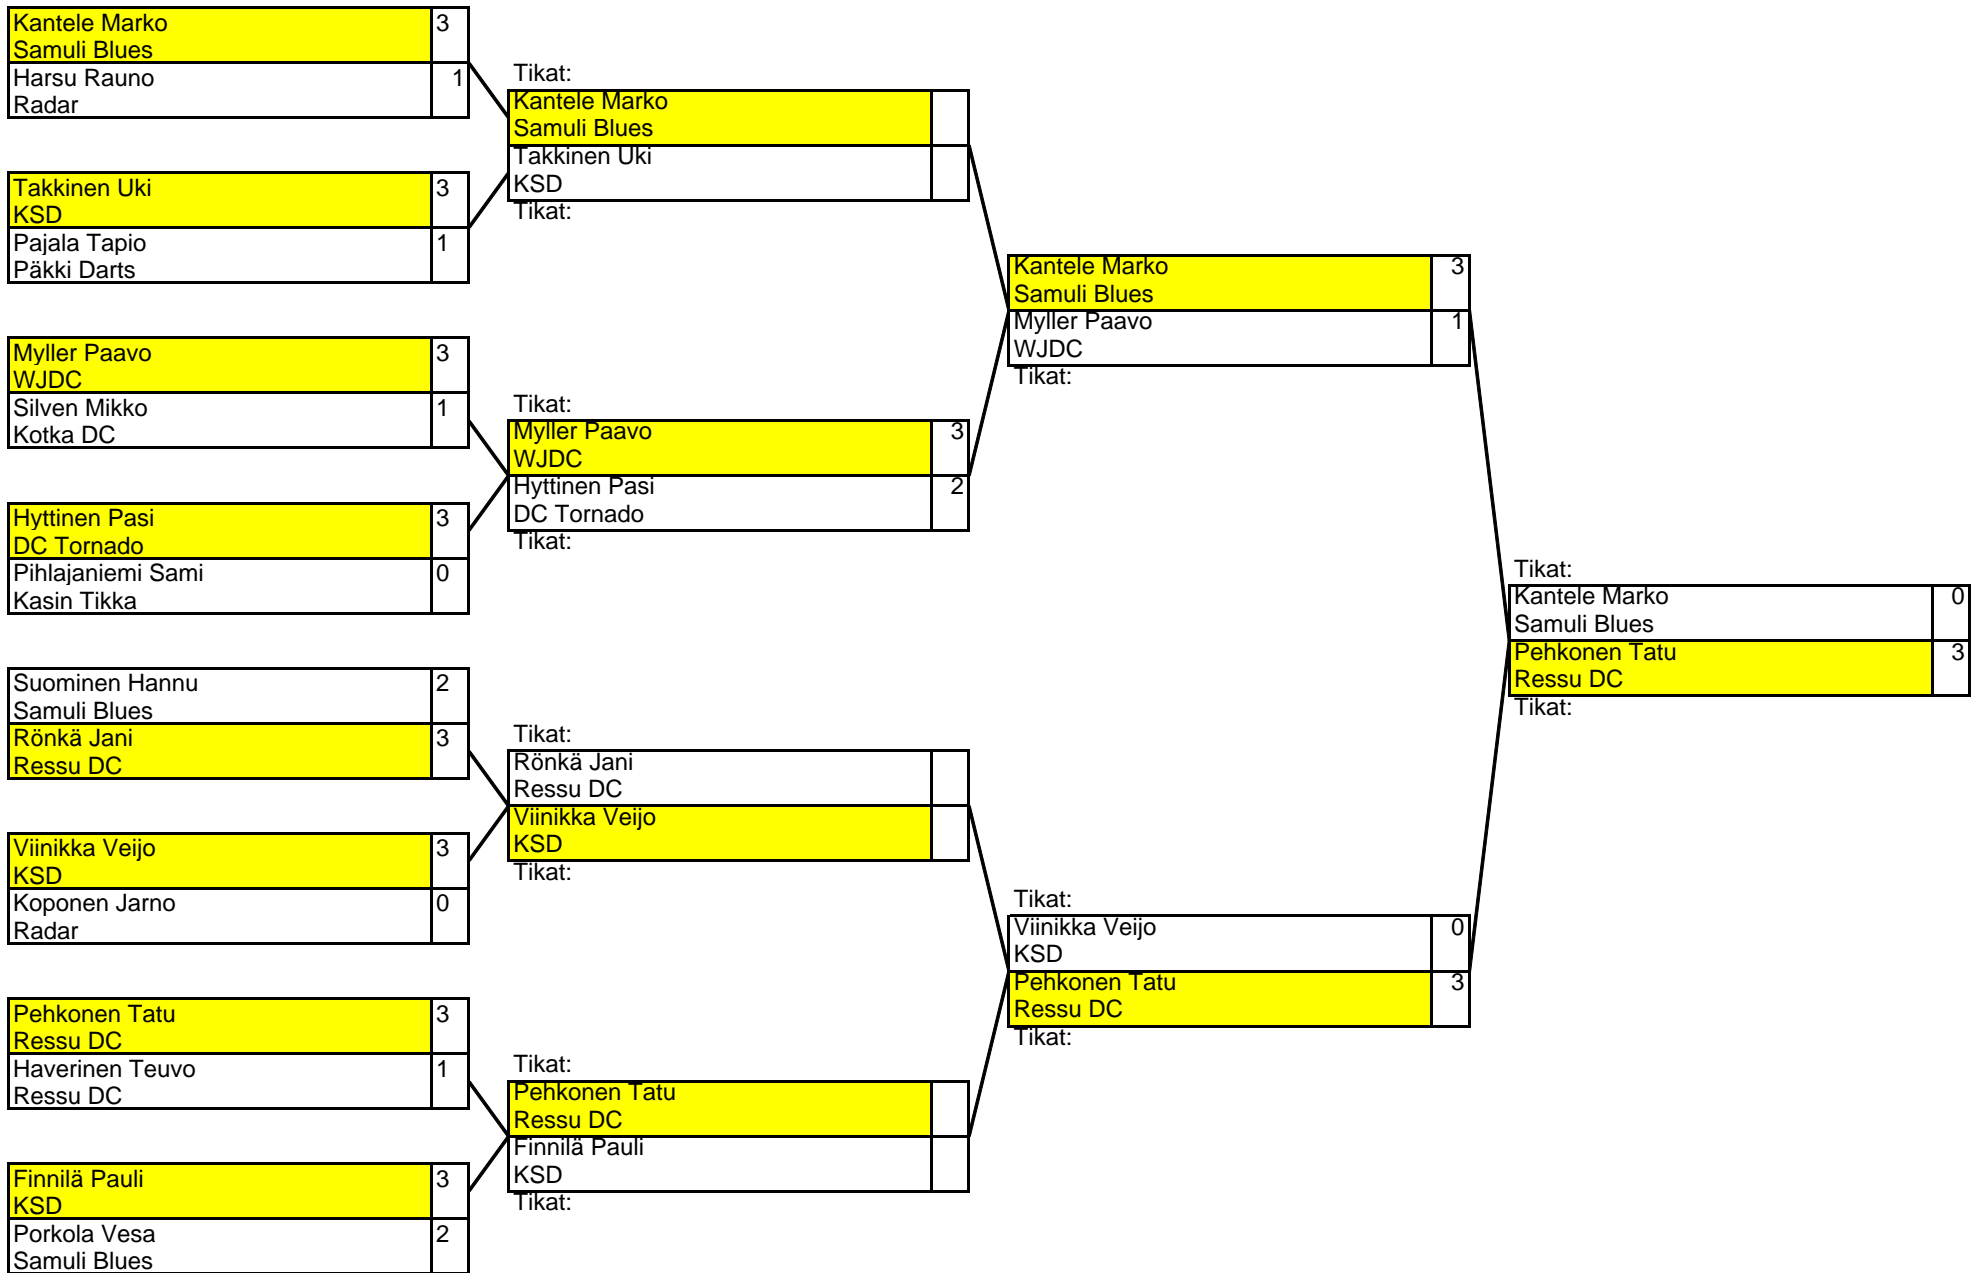 Kantele Marko 3
Samuli Blues
Harsu Rauno 1
Radar
Takkinen Uki 3
KSD
Pajala Tapio 1
Päkki Darts
Myller Paavo 3
WJDC
Silven Mikko 1
Kotka DC
Hyttinen Pasi 3
DC Tornado
Pihlajaniemi Sami 0
Kasin Tikka
Suominen Hannu 2
Samuli Blues
Rönkä Jani 3
Ressu DC
Viinikka Veijo 3
KSD
Koponen Jarno 0
Radar
Pehkonen Tatu 3
Ressu DC
Haverinen Teuvo 1
Ressu DC
Finnilä Pauli 3
KSD
Porkola Vesa 2
Samuli Blues
Tikat:
Kantele Marko
Samuli Blues
Takkinen Uki
KSD
Tikat:
Tikat:
Myller Paavo 3
WJDC
Hyttinen Pasi 2
DC Tornado
Tikat:
Tikat:
Rönkä Jani
Ressu DC
Viinikka Veijo
KSD
Tikat:
Tikat:
Pehkonen Tatu
Ressu DC
Finnilä Pauli
KSD
Tikat:
Kantele Marko 3
Samuli Blues
Myller Paavo 1
WJDC
Tikat:
Tikat:
Viinikka Veijo 0
KSD
Pehkonen Tatu 3
Ressu DC
Tikat:
Tikat:
Kantele Marko 0
Samuli Blues
Pehkonen Tatu 3
Ressu DC
Tikat: